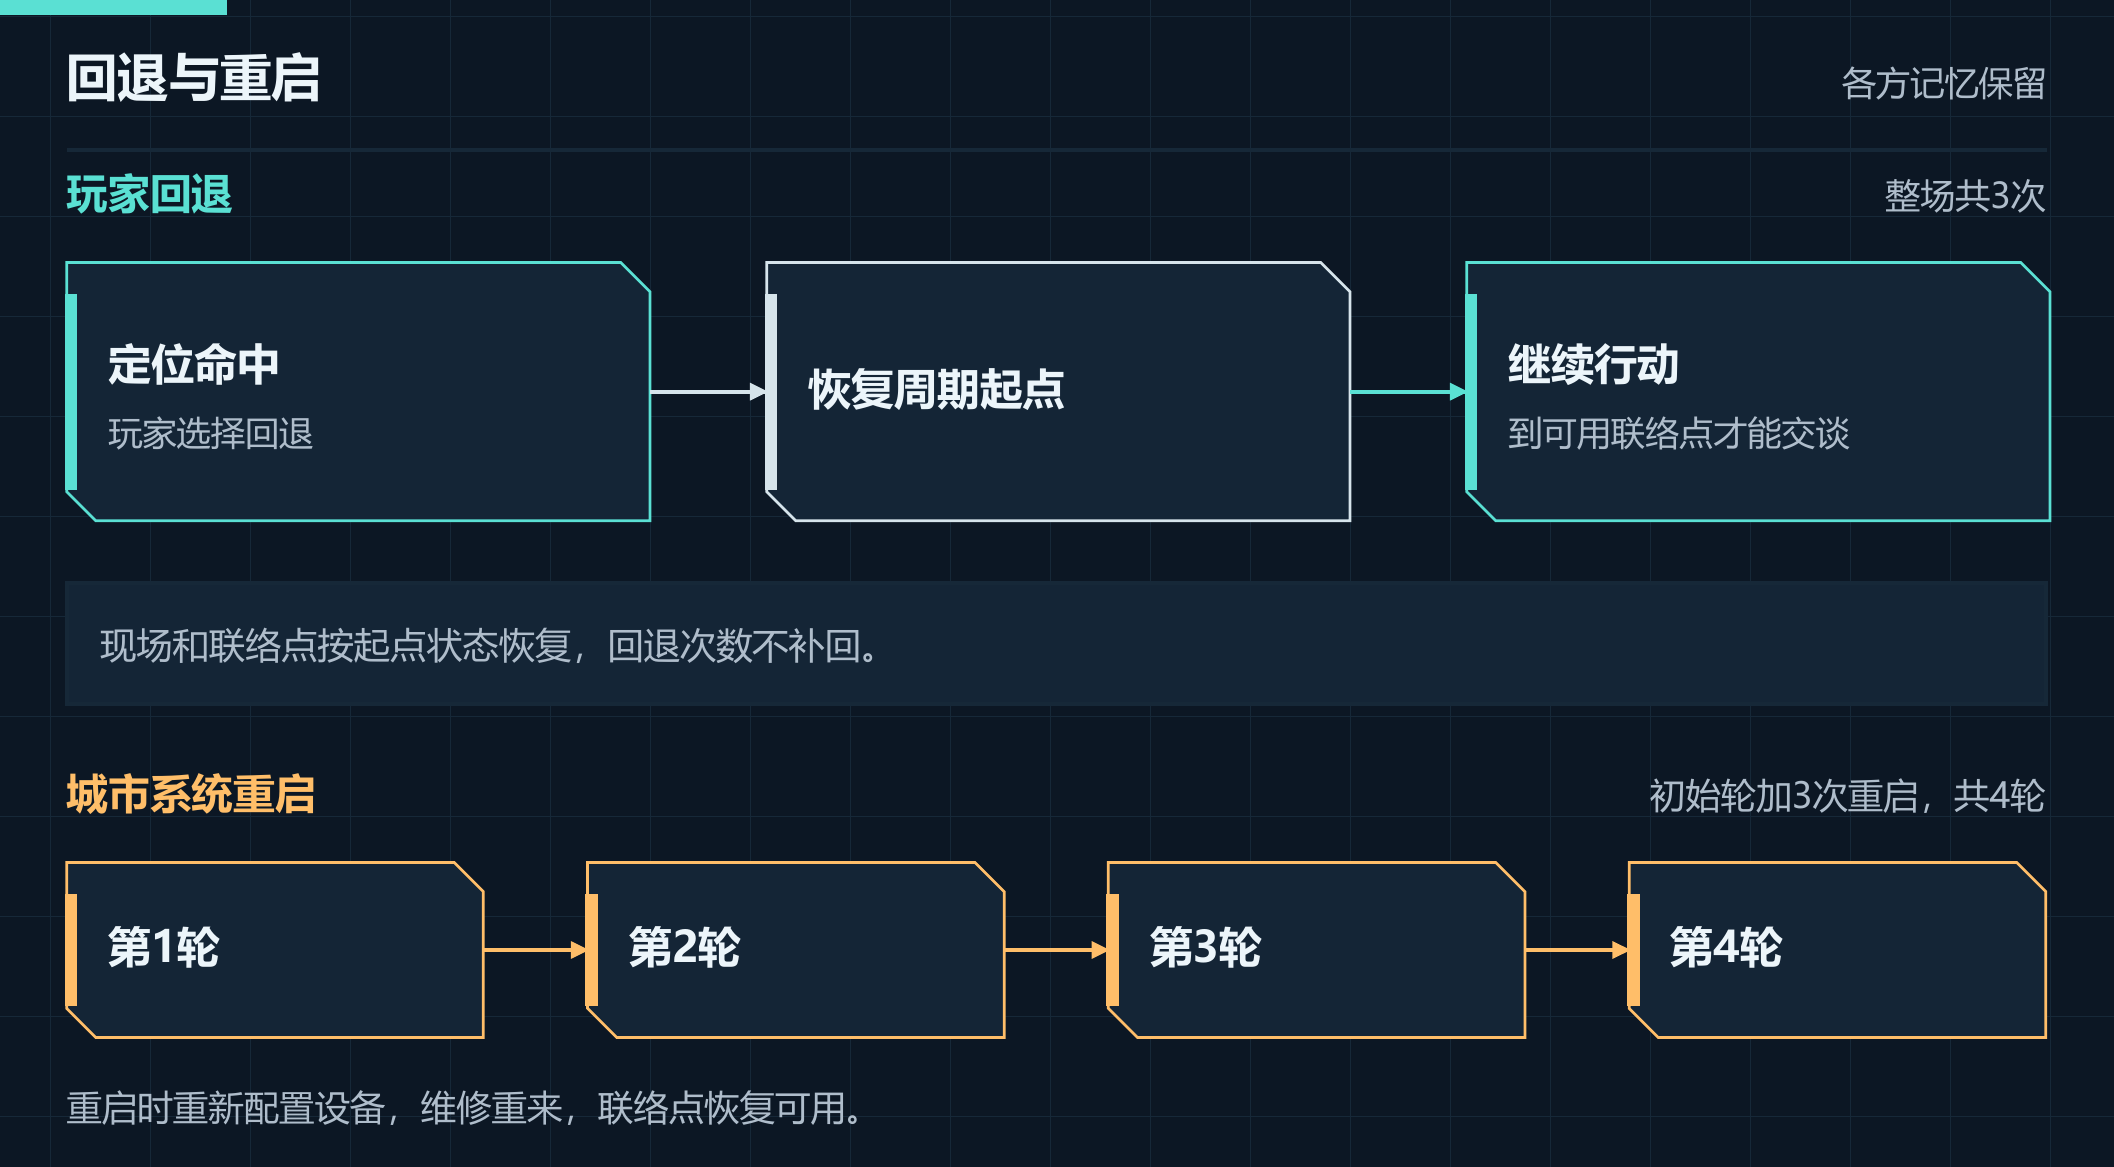 回退与重启
各方记忆保留
玩家回退
整场共3次
定位命中
玩家选择回退
恢复周期起点
继续行动
到可用联络点才能交谈
现场和联络点按起点状态恢复，回退次数不补回。
城市系统重启
初始轮加3次重启，共4轮
第1轮
第2轮
第3轮
第4轮
重启时重新配置设备，维修重来，联络点恢复可用。